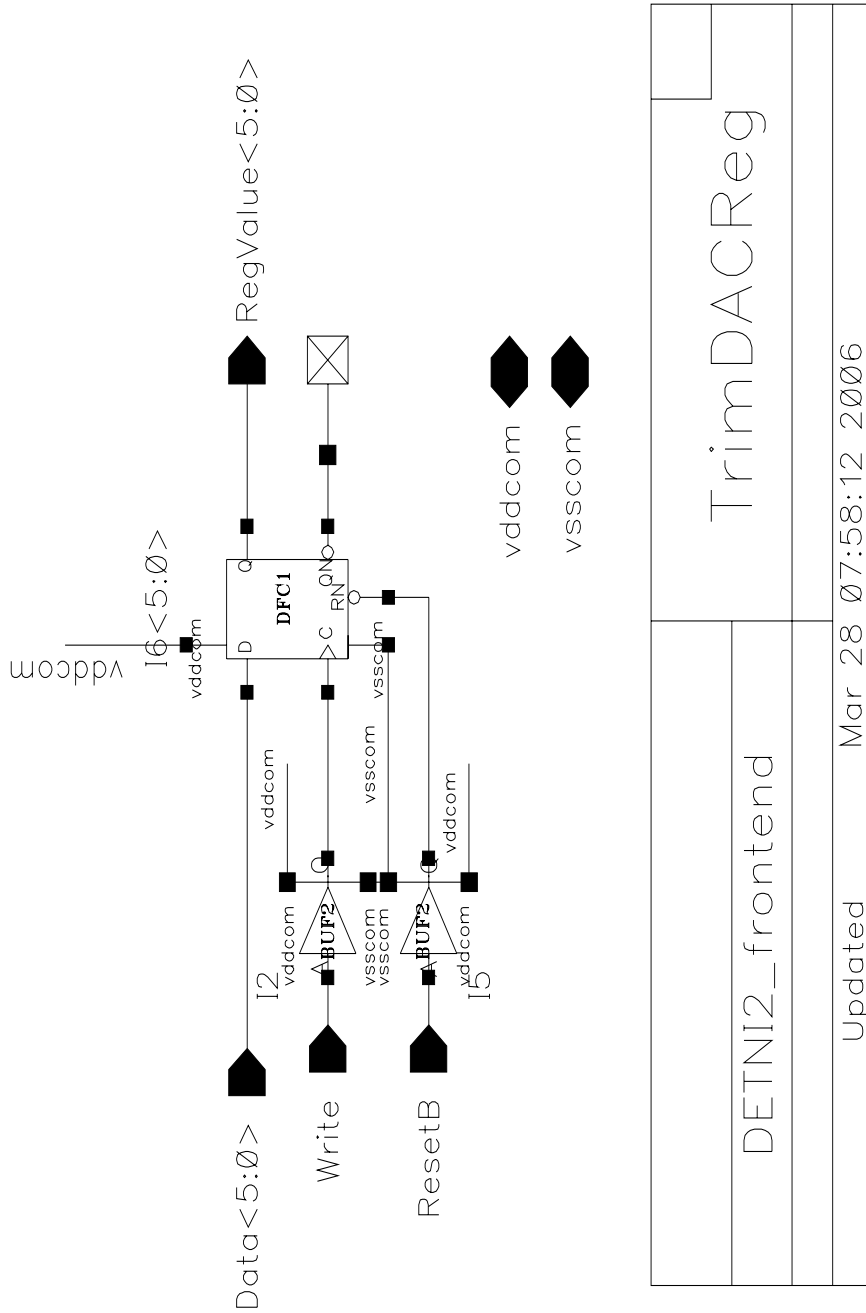 vddcom
I6<5:0>
vddcom
Data<5:0>
D
Q
RegValue<5:0>
DFC1
vddcom
I2
vddcom
Write
A
BUF2
Q
C
QN
RN
vsscom
vsscom
vsscom
vsscom
ResetB
A
BUF2
Q
vddcom
vddcom
I5
vddcom
vsscom
DETNI2_frontend
TrimDACReg
Updated
Mar 28 07:58:12 2006